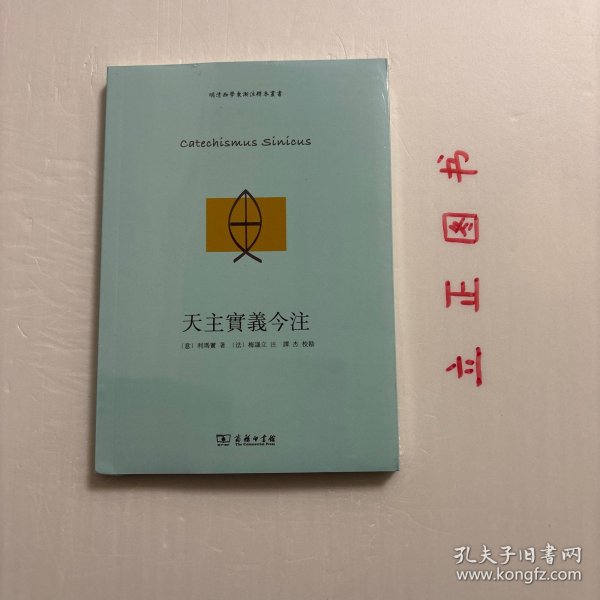 明清西學東漸注釋本叢書
Catechismus Sinicus
天主實義今注
〔意〕利瑪竇 著 〔法〕梅謙立 注 譚杰 校勘
商務印書館
The Commercial Press
立正图书
孔夫子旧书网
www.kongfz.com